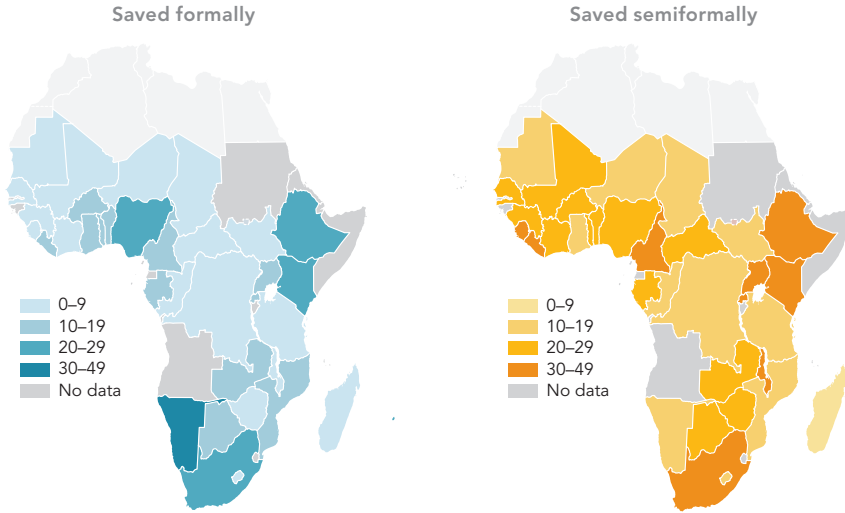 Saved formally
Saved semiformally
0–9
10–19
20–29
30–49
No data
0–9
10–19
20–29
30–49
No data